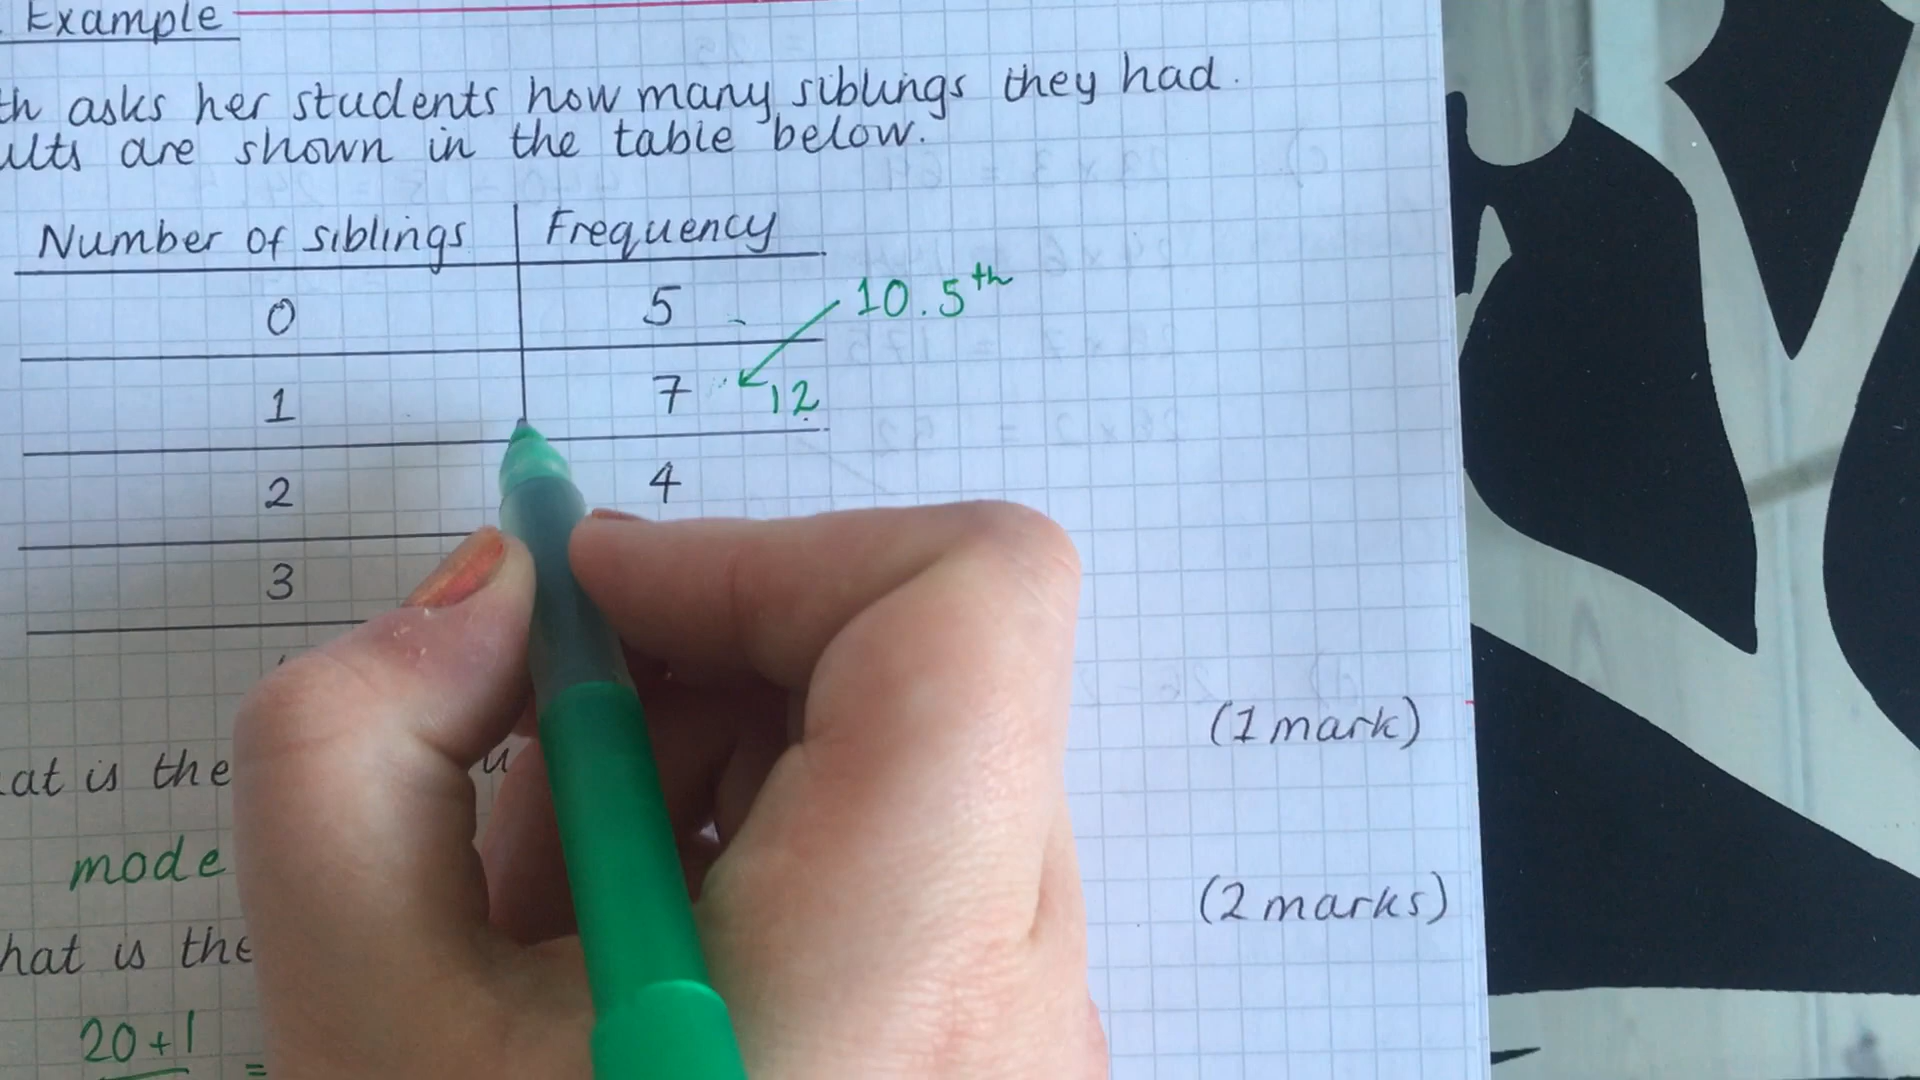 Example
th asks her students how many siblings they had.
ults are shown in the table below.
Number of siblings Frequency
0 5
10.5th
1 7 12
2 4
3
(1 mark)
at is the
mode
(2 marks)
hat is the
20+1 =